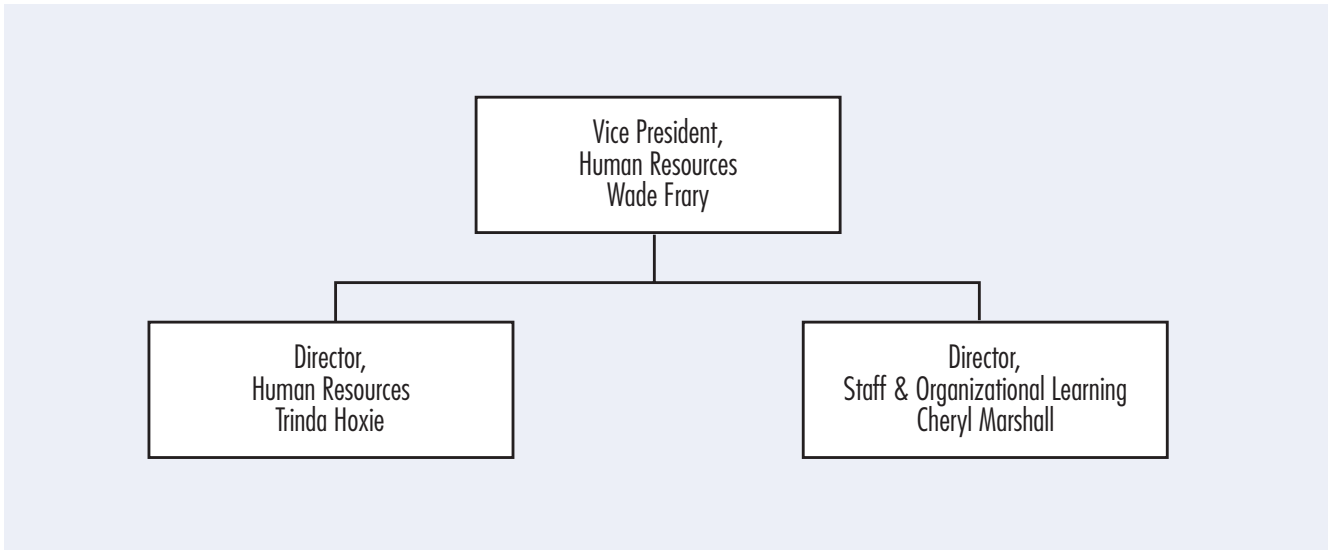 Vice President,
Human Resources
Wade Frary
Director,
Human Resources
Trinda Hoxie
Director,
Staff & Organizational Learning
Cheryl Marshall